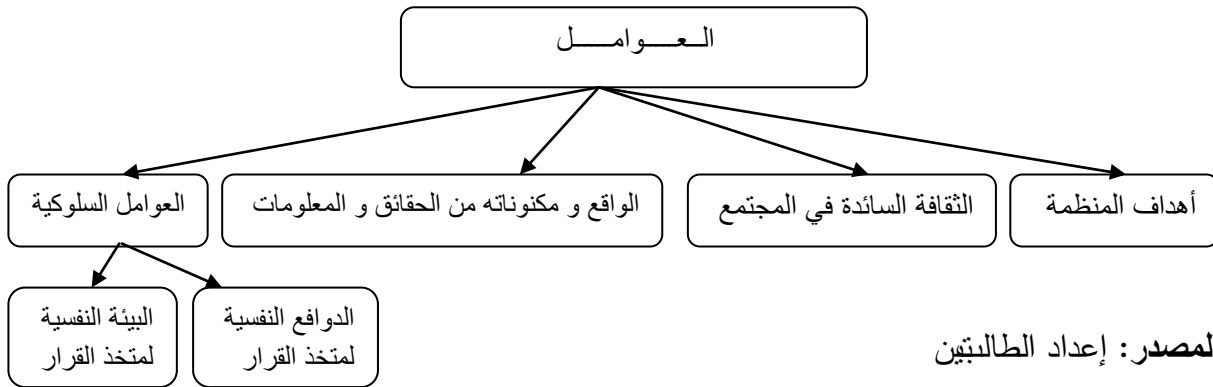 الــعــــوامـــــل
أهداف المنظمة
الثقافة السائدة في المجتمع
الواقع و مكنوناته من الحقائق و المعلومات
العوامل السلوكية
الدوافع النفسية
لمتخذ القرار
البيئة النفسية
لمتخذ القرار
لمصدر: إعداد الطالبتين